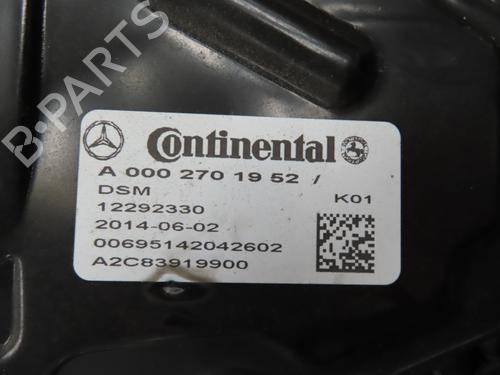 B-PARTS
Continental
A 000 270 19 52 /
DSM
K01
12292330
2014-06-02
00695142042602
A2C83919900